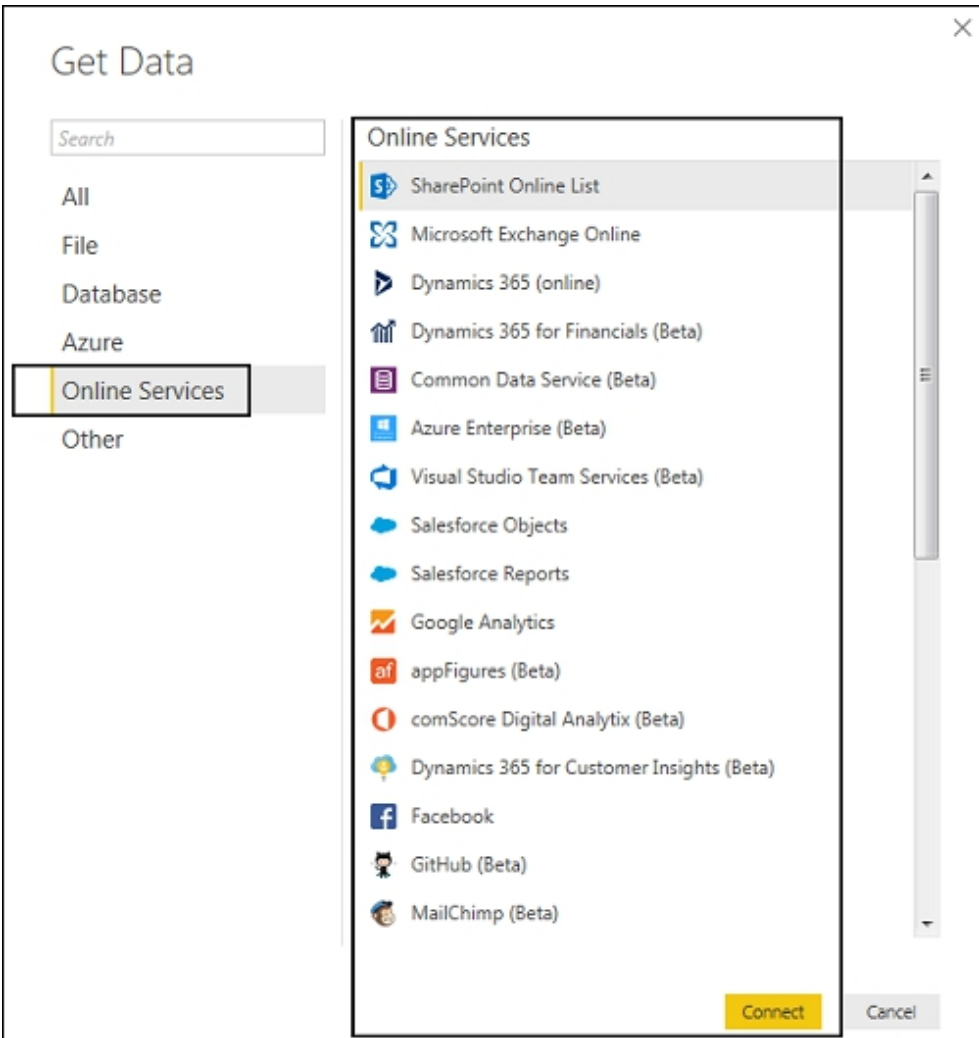 Get Data
Search
All
File
Database
Azure
Online Services
Other
Online Services
SharePoint Online List
Microsoft Exchange Online
Dynamics 365 (online)
Dynamics 365 for Financials (Beta)
Common Data Service (Beta)
Azure Enterprise (Beta)
Visual Studio Team Services (Beta)
Salesforce Objects
Salesforce Reports
Google Analytics
af appFigures (Beta)
comScore Digital Analytix (Beta)
Dynamics 365 for Customer Insights (Beta)
Facebook
GitHub (Beta)
MailChimp (Beta)
Connect Cancel